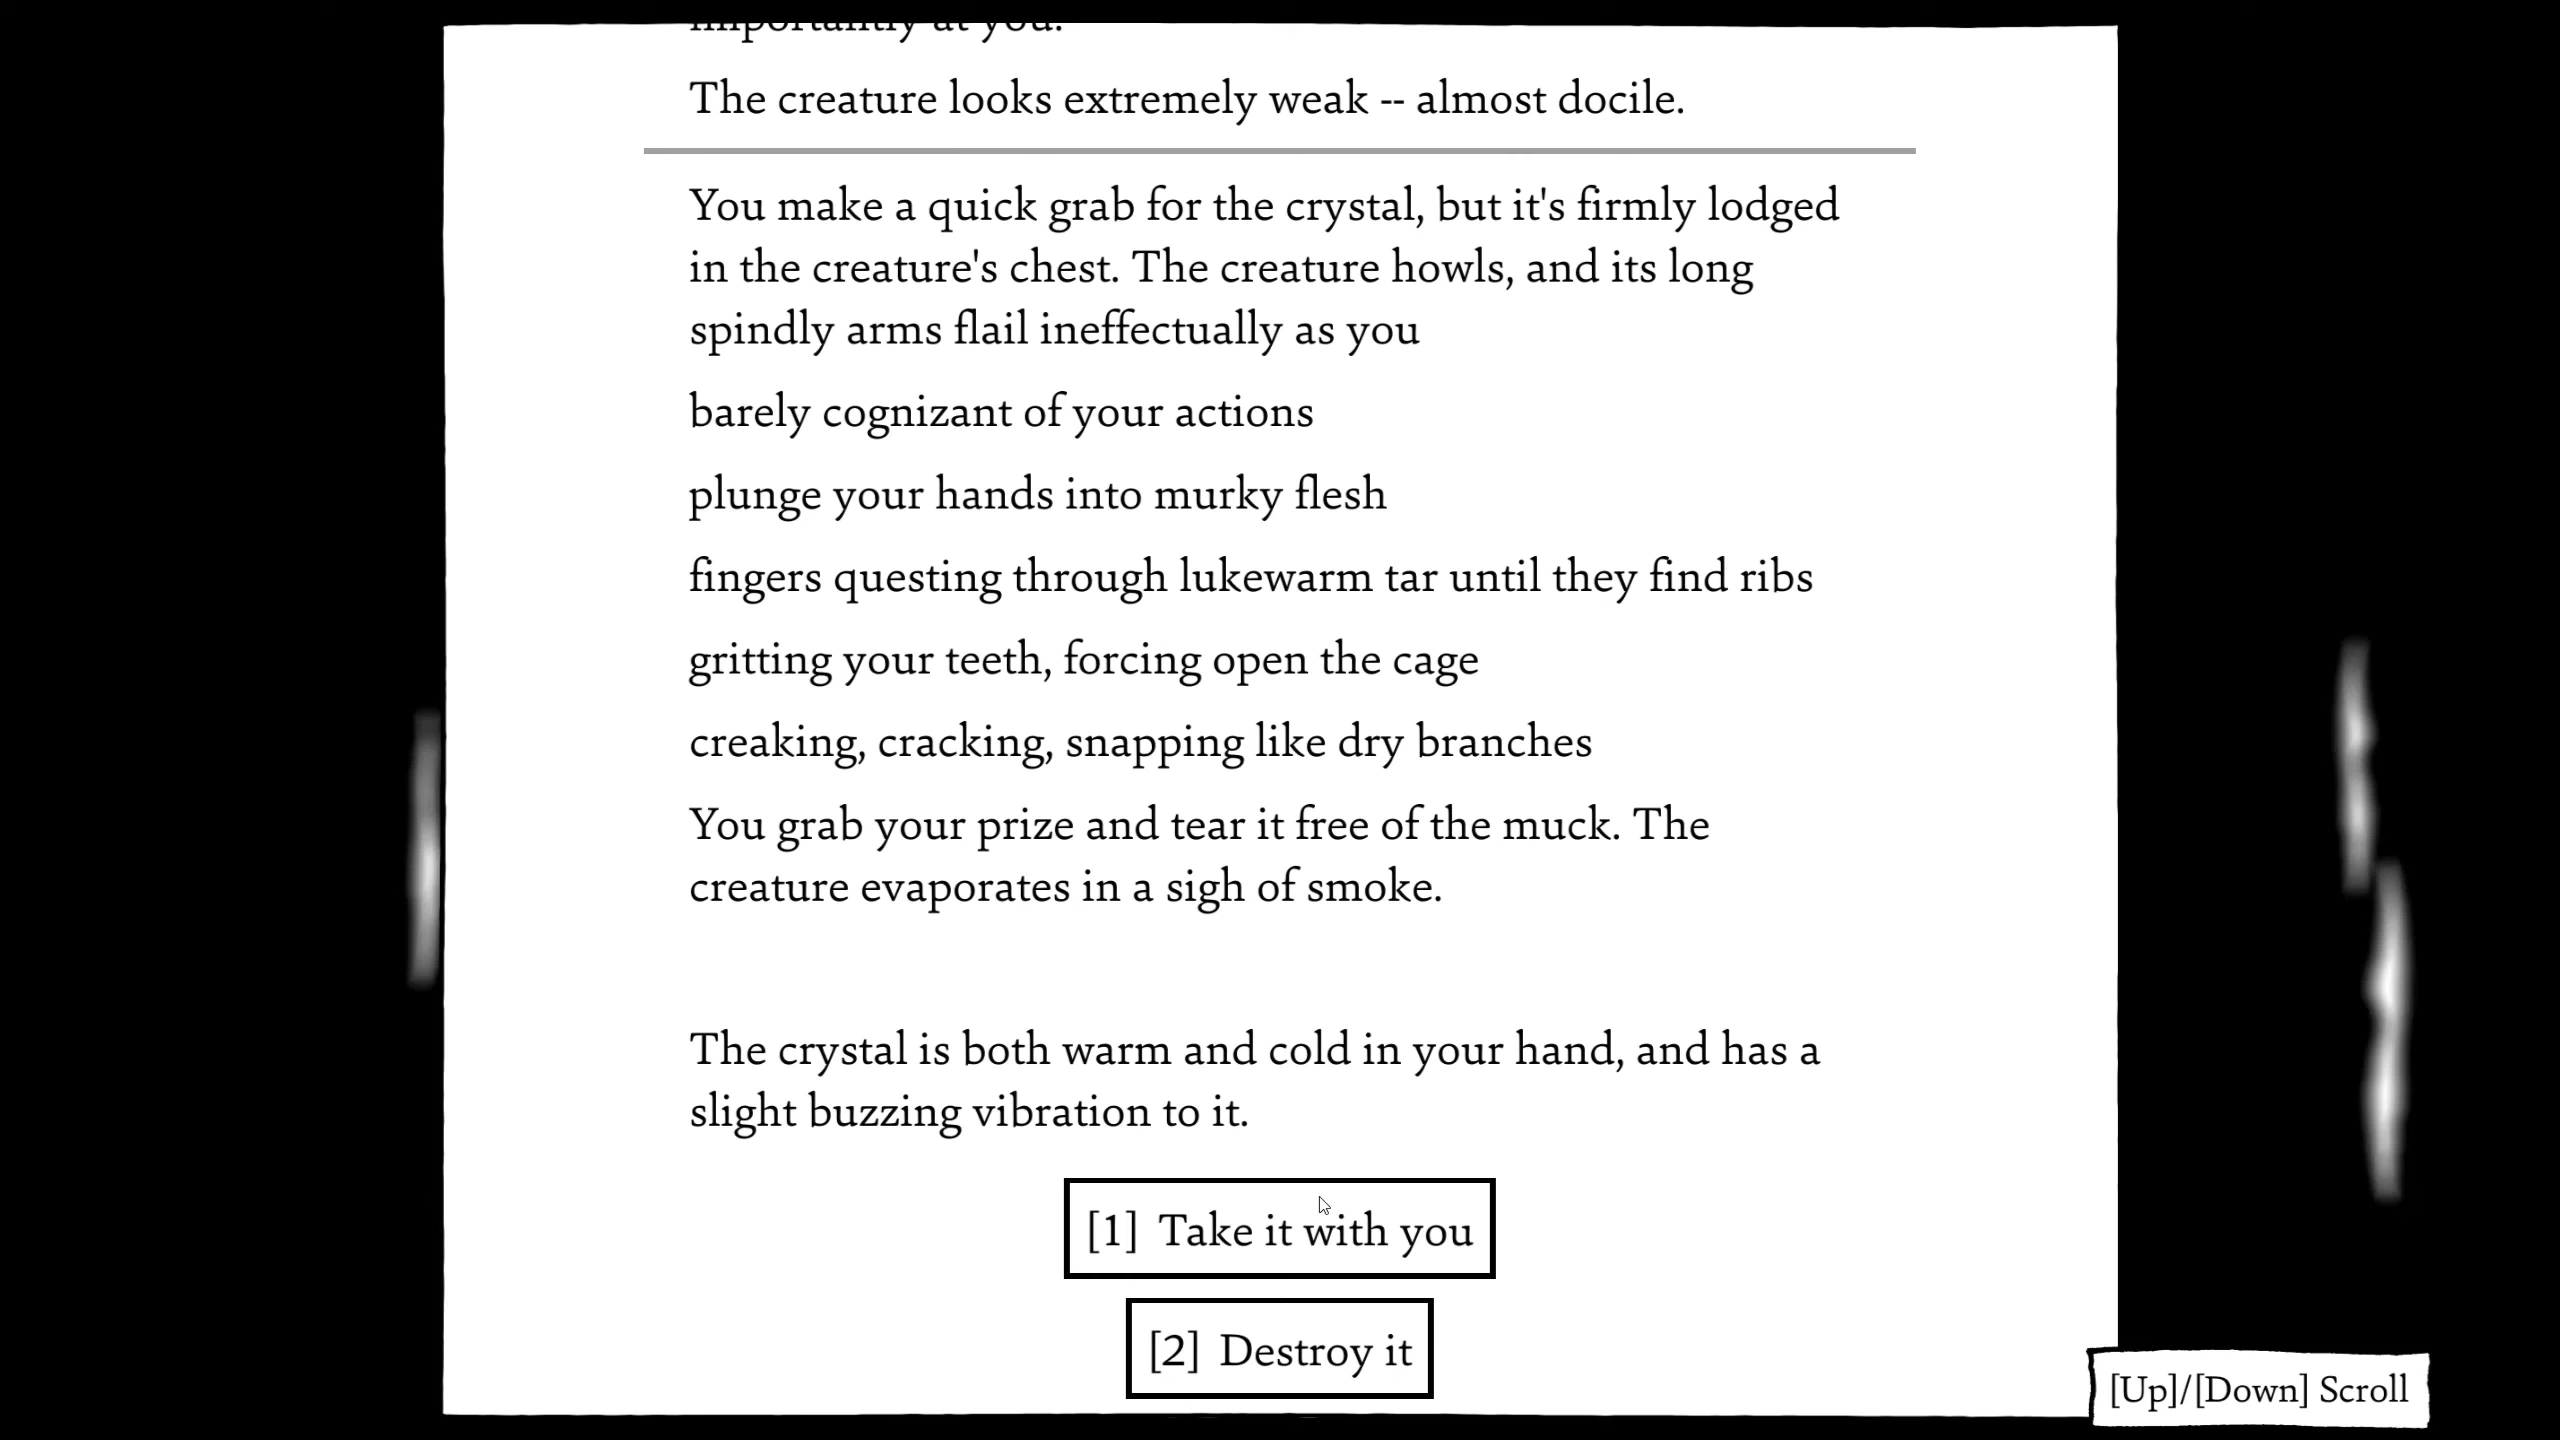 importantly at you.
The creature looks extremely weak -- almost docile.
You make a quick grab for the crystal, but it's firmly lodged
in the creature's chest. The creature howls, and its long
spindly arms flail ineffectually as you
barely cognizant of your actions
plunge your hands into murky flesh
fingers questing through lukewarm tar until they find ribs
gritting your teeth, forcing open the cage
creaking, cracking, snapping like dry branches
You grab your prize and tear it free of the muck. The
creature evaporates in a sigh of smoke.
The crystal is both warm and cold in your hand, and has a
slight buzzing vibration to it.
[1] Take it with you
[2] Destroy it
[Up]/[Down] Scroll